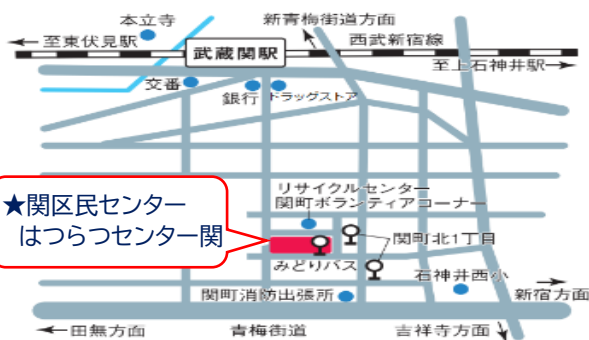 本立寺
新青梅街道方面
←至東伏見駅
武蔵関駅
西武新宿線
至上石神井駅→
交番
銀行
ドラッグストア
★関区民センター
はつらつセンター関
リサイクルセンター
関町ボランティアコーナー
関町北1丁目
みどりバス
石神井西小
関町消防出張所
新宿方面
←田無方面
青梅街道
吉祥寺方面